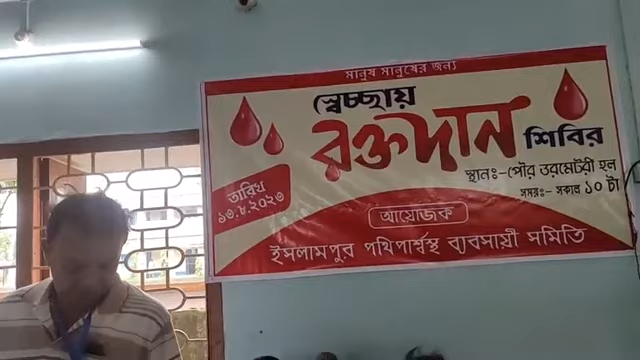 মানুষ মানুষের জন্য
স্বেচ্ছায়
রক্তদান শিবির
তারিখ
১৩.৮.২০২৩
স্থানঃ-পৌর ডরমেটরী হল
সময়ঃ- সকাল ১০ টা
আয়োজক
ইসলামপুর পথিপার্শ্বস্থ ব্যবসায়ী সমিতি